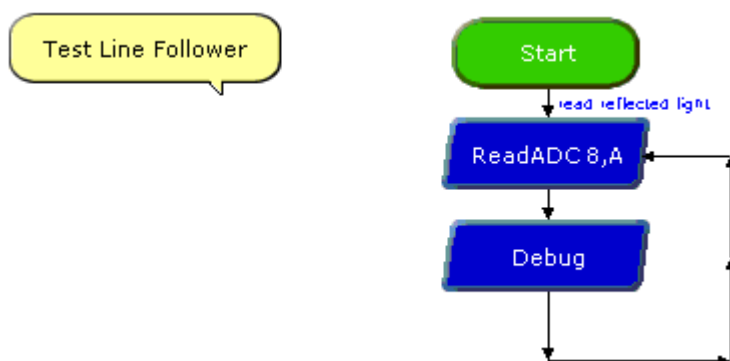 Test Line Follower
Start
read reflected light
ReadADC 8,A
Debug